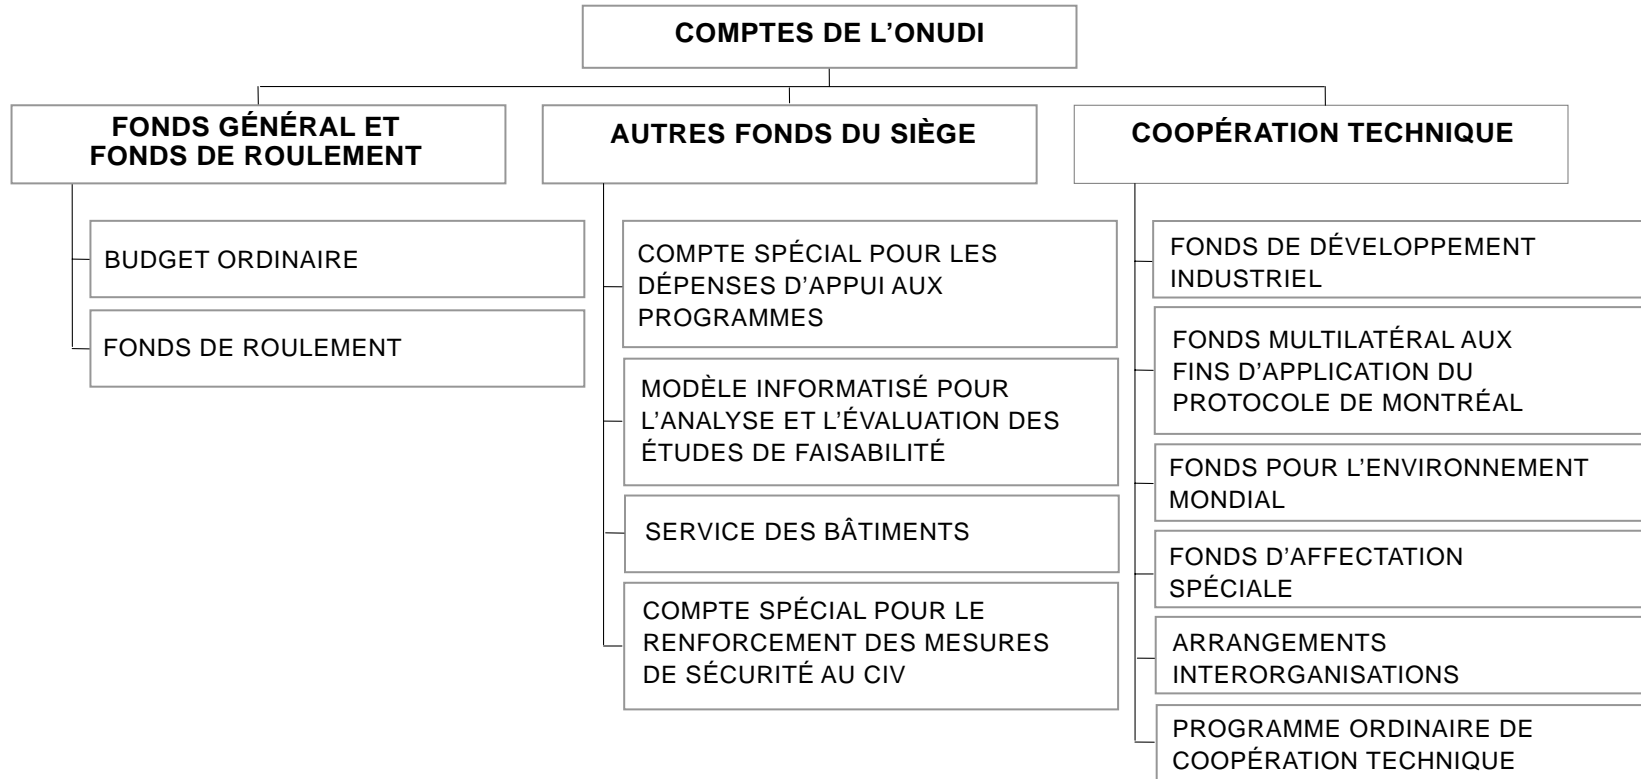 COMPTES DE L’ONUDI
FONDS GÉNÉRAL ET
FONDS DE ROULEMENT
BUDGET ORDINAIRE
FONDS DE ROULEMENT
AUTRES FONDS DU SIÈGE
COMPTE SPÉCIAL POUR LES
DÉPENSES D’APPUI AUX
PROGRAMMES
MODÈLE INFORMATISÉ POUR
L’ANALYSE ET L’ÉVALUATION DES
ÉTUDES DE FAISABILITÉ
SERVICE DES BÂTIMENTS
COMPTE SPÉCIAL POUR LE
RENFORCEMENT DES MESURES
DE SÉCURITÉ AU CIV
COOPÉRATION TECHNIQUE
FONDS DE DÉVELOPPEMENT
INDUSTRIEL
FONDS MULTILATÉRAL AUX
FINS D’APPLICATION DU
PROTOCOLE DE MONTRÉAL
FONDS POUR L’ENVIRONNEMENT
MONDIAL
FONDS D’AFFECTATION
SPÉCIALE
ARRANGEMENTS
INTERORGANISATIONS
PROGRAMME ORDINAIRE DE
COOPÉRATION TECHNIQUE